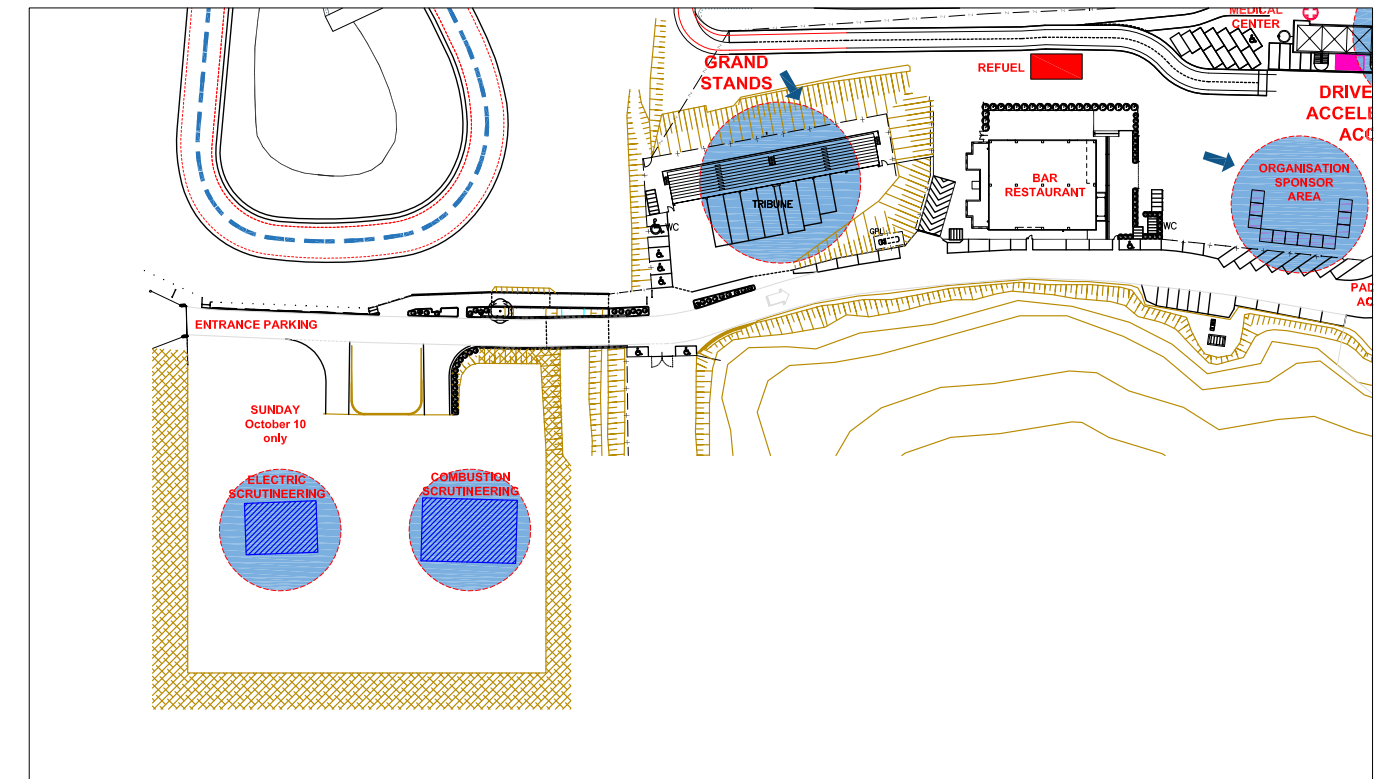 MEDICAL
CENTER
GRAND
STANDS
REFUEL
DRIVE
ACCELE
ACC
BAR
RESTAURANT
ORGANISATION
SPONSOR
AREA
TRIBUNE
WC
GPL
WC
PAD
AC
ENTRANCE PARKING
SUNDAY
October 10
only
ELECTRIC
SCRUTINEERING
COMBUSTION
SCRUTINEERING